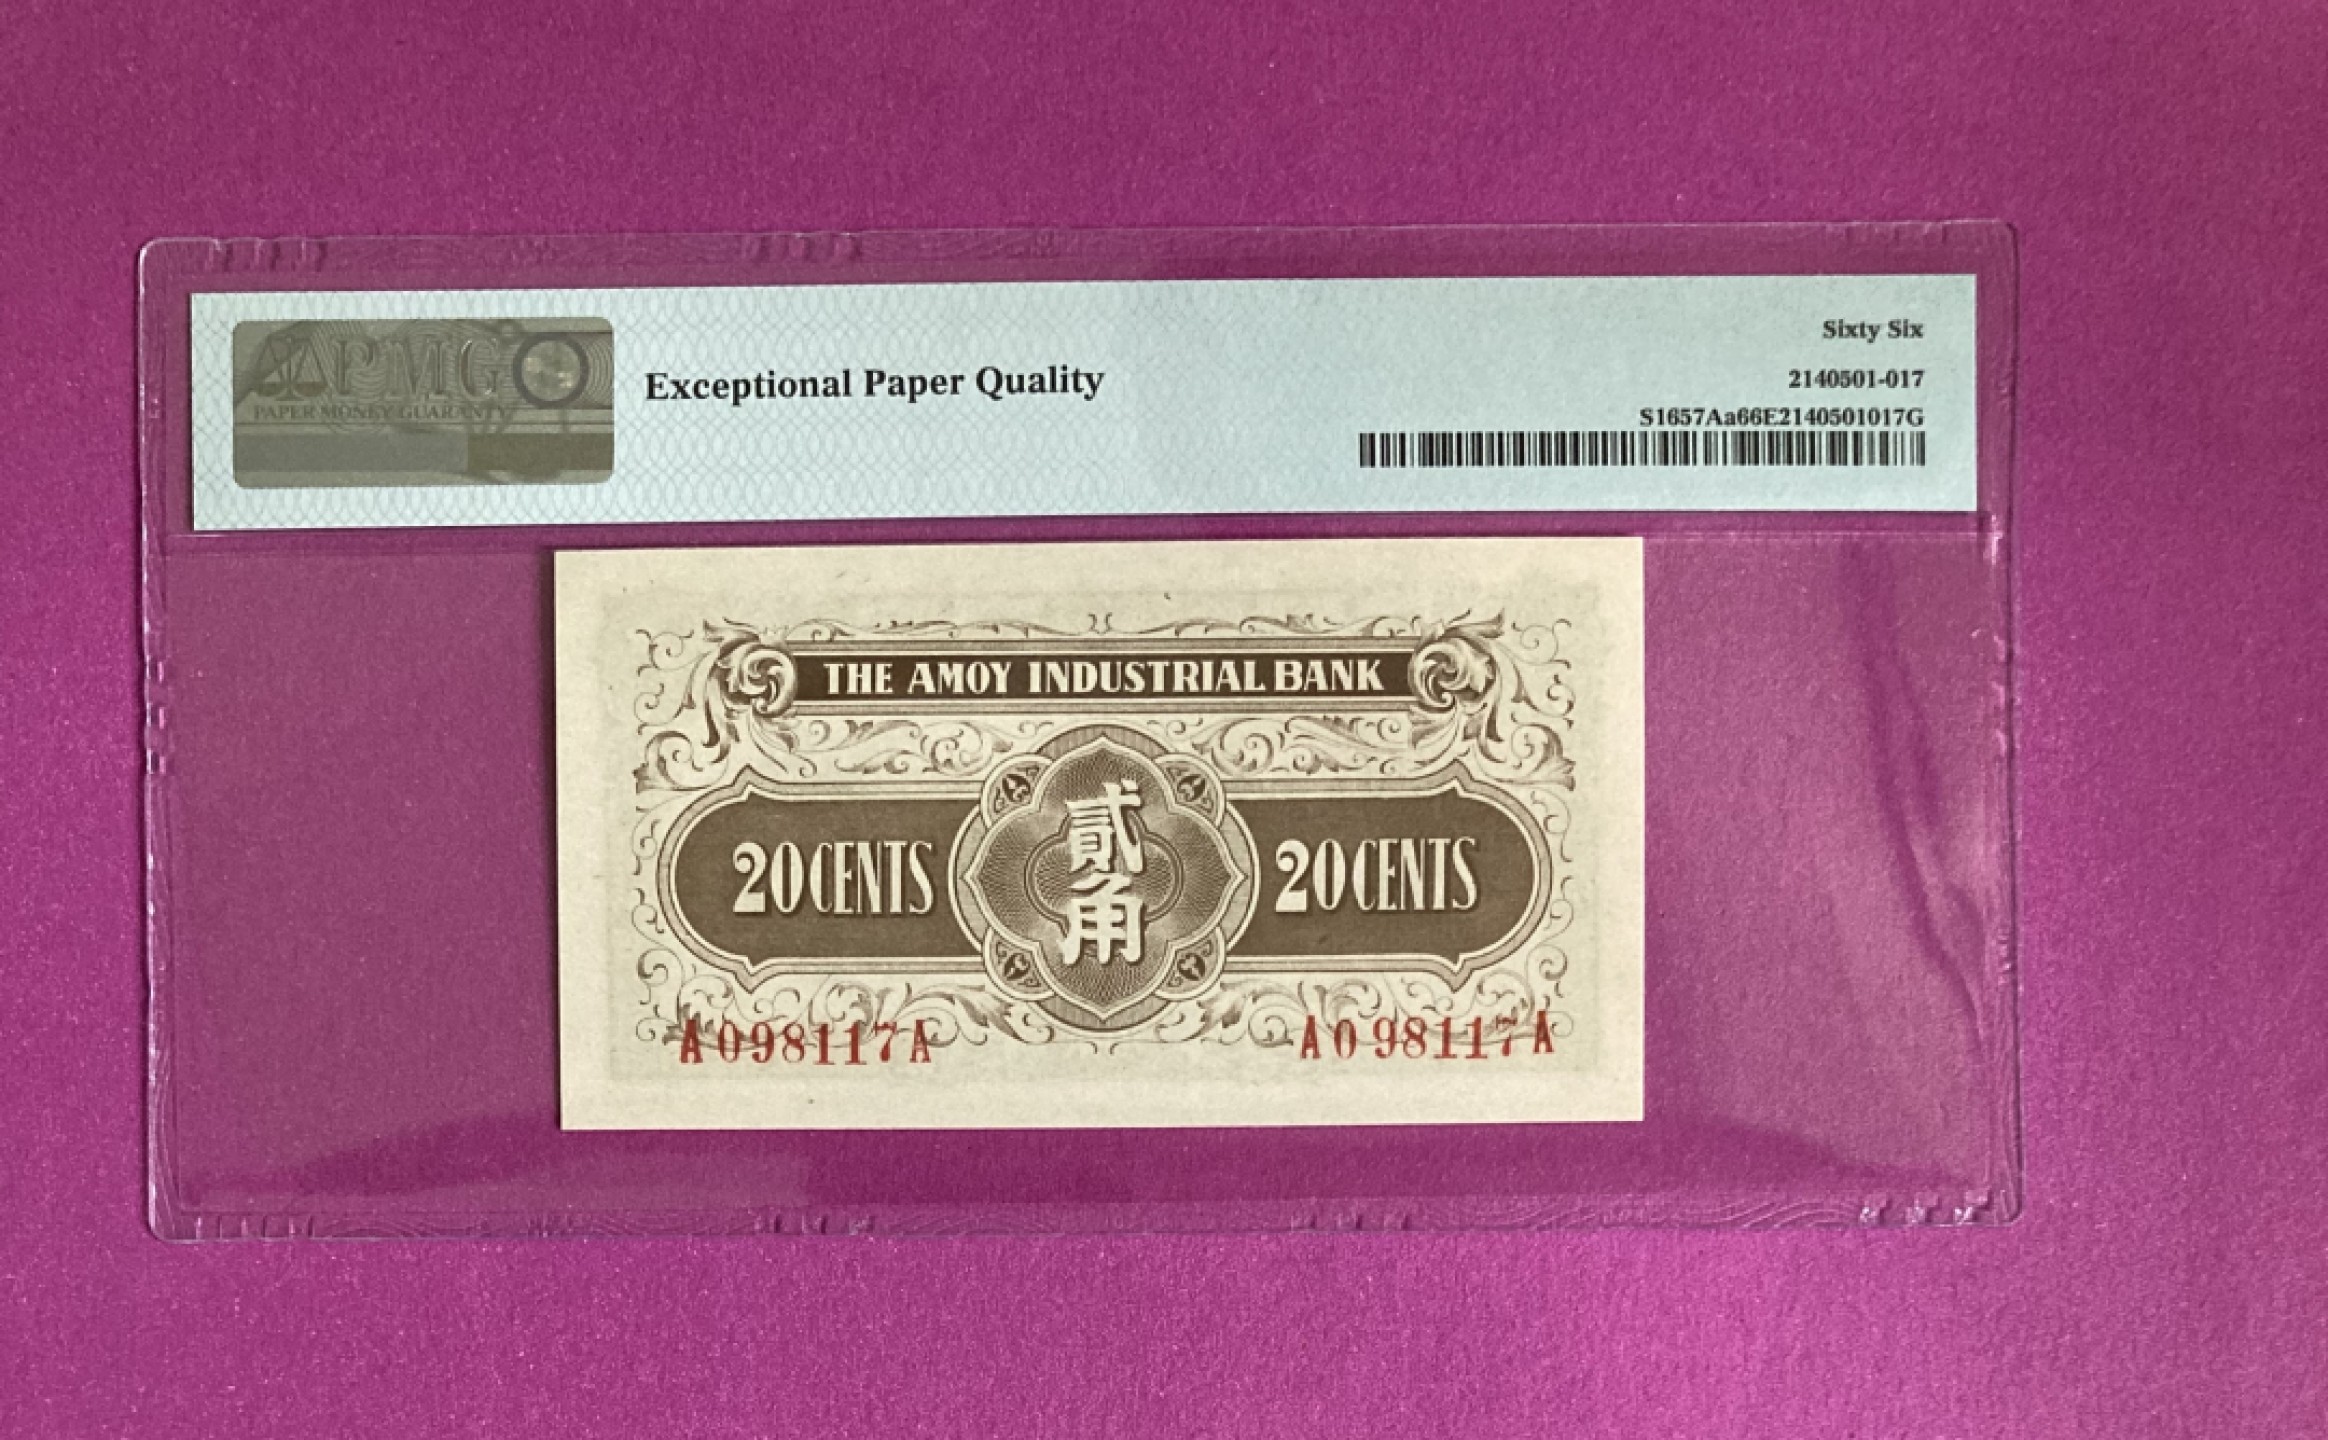 PMG
PAPER MONEY GUARANTY
Exceptional Paper Quality
Sixty Six
2140501-017
S1657Aa66E2140501017G
THE AMOY INDUSTRIAL BANK
20 CENTS
貳角
20 CENTS
A098117A
A098117A